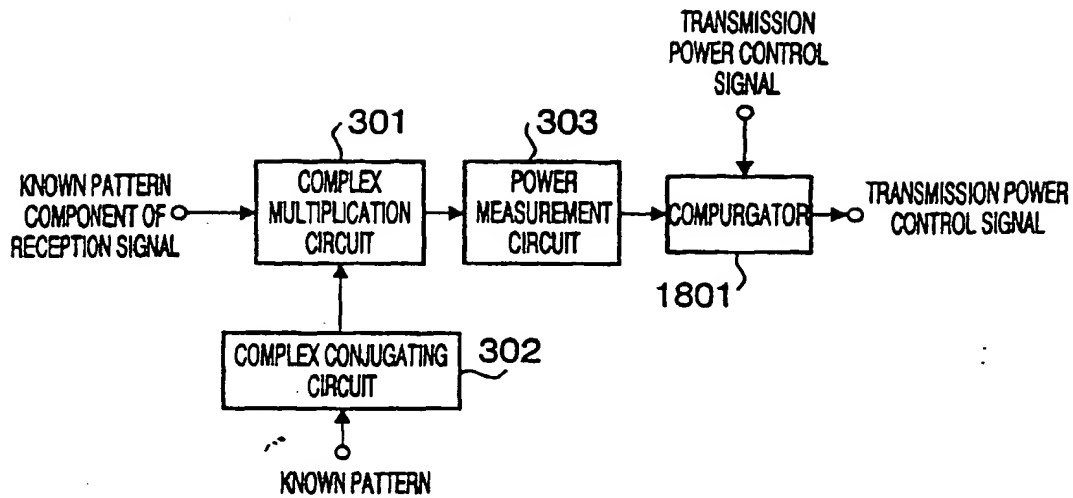 TRANSMISSION
POWER CONTROL
SIGNAL
301
303
KNOWN PATTERN
COMPONENT OF
RECEPTION SIGNAL
COMPLEX
MULTIPLICATION
CIRCUIT
POWER
MEASUREMENT
CIRCUIT
COMPURGATOR
TRANSMISSION POWER
CONTROL SIGNAL
1801
COMPLEX CONJUGATING
CIRCUIT
302
KNOWN PATTERN